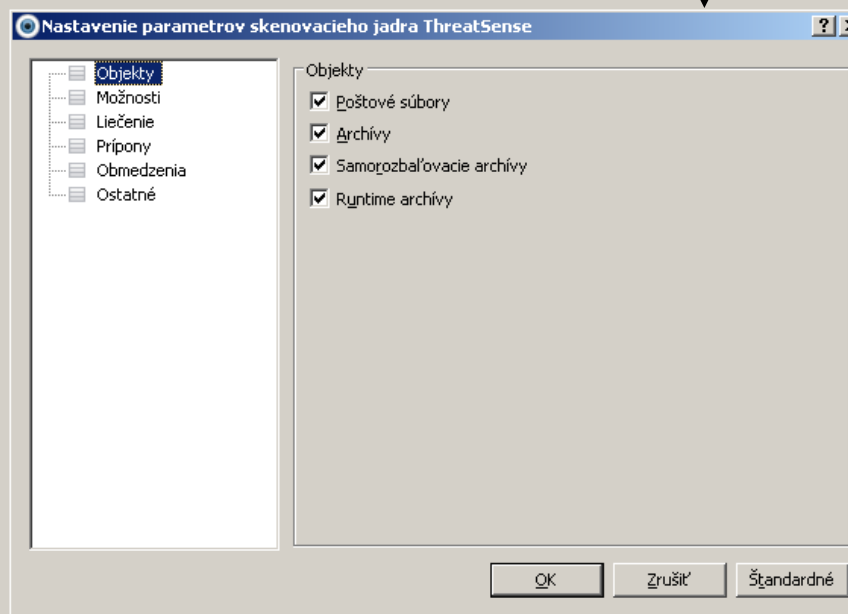 Nastavenie parametrov skenovacieho jadra ThreatSense
Objekty
Možnosti
Liečenie
Prípony
Obmedzenia
Ostatné
Objekty
Poštové súbory
Archívy
Samorozbaľovacie archívy
Runtime archívy
OK
Zrušiť
Štandardné